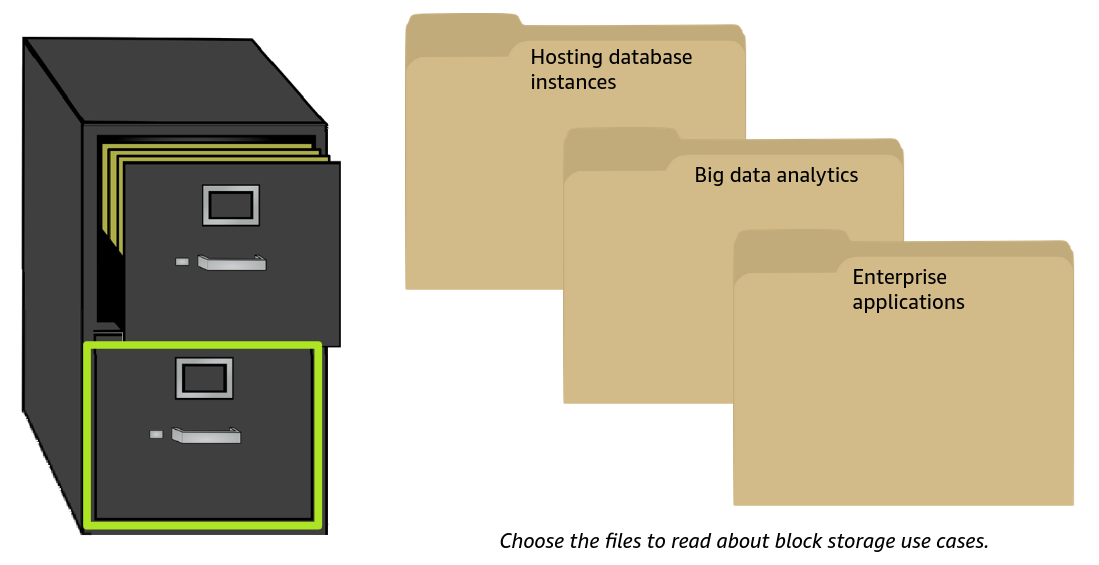 Hosting database
instances
Big data analytics
Enterprise
applications
Choose the files to read about block storage use cases.